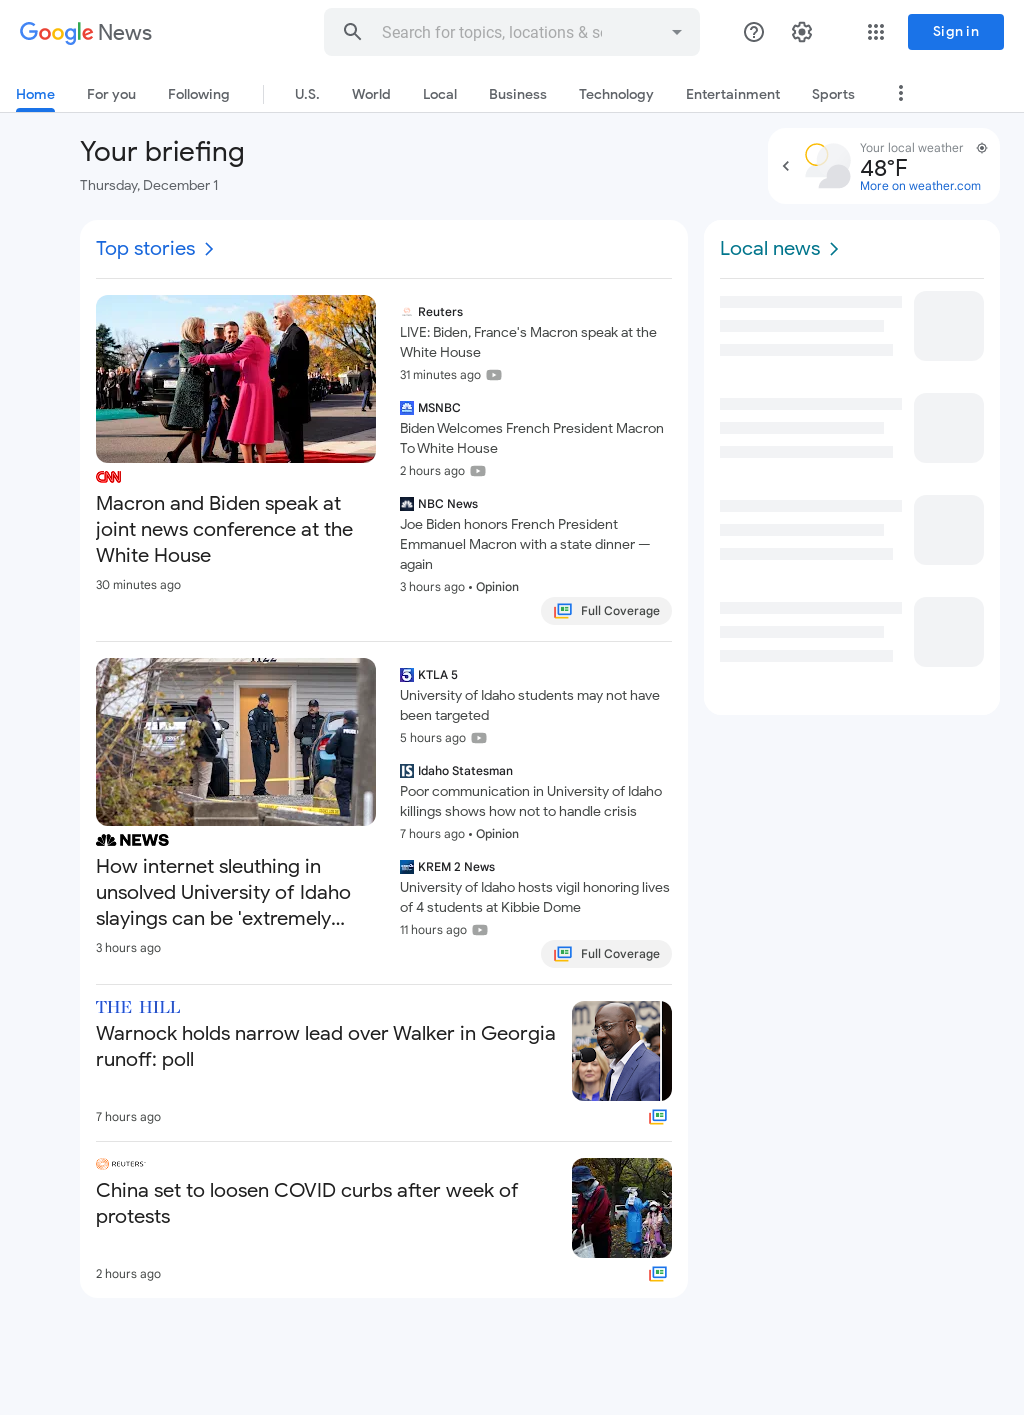 Google News
Search for topics, locations & so
Sign in
Home
For you
Following
U.S.
World
Local
Business
Technology
Entertainment
Sports
Your briefing
Thursday, December 1
Your local weather
48°F
More on weather.com
Top stories
CNN
Macron and Biden speak at
joint news conference at the
White House
30 minutes ago
Reuters
LIVE: Biden, France's Macron speak at the
White House
31 minutes ago
MSNBC
Biden Welcomes French President Macron
To White House
2 hours ago
NBC News
Joe Biden honors French President
Emmanuel Macron with a state dinner —
again
3 hours ago • Opinion
Full Coverage
NEWS
How internet sleuthing in
unsolved University of Idaho
slayings can be 'extremely...
3 hours ago
KTLA 5
University of Idaho students may not have
been targeted
5 hours ago
Idaho Statesman
Poor communication in University of Idaho
killings shows how not to handle crisis
7 hours ago • Opinion
KREM 2 News
University of Idaho hosts vigil honoring lives
of 4 students at Kibbie Dome
11 hours ago
Full Coverage
THE HILL
Warnock holds narrow lead over Walker in Georgia
runoff: poll
7 hours ago
REUTERS
China set to loosen COVID curbs after week of
protests
2 hours ago
Local news